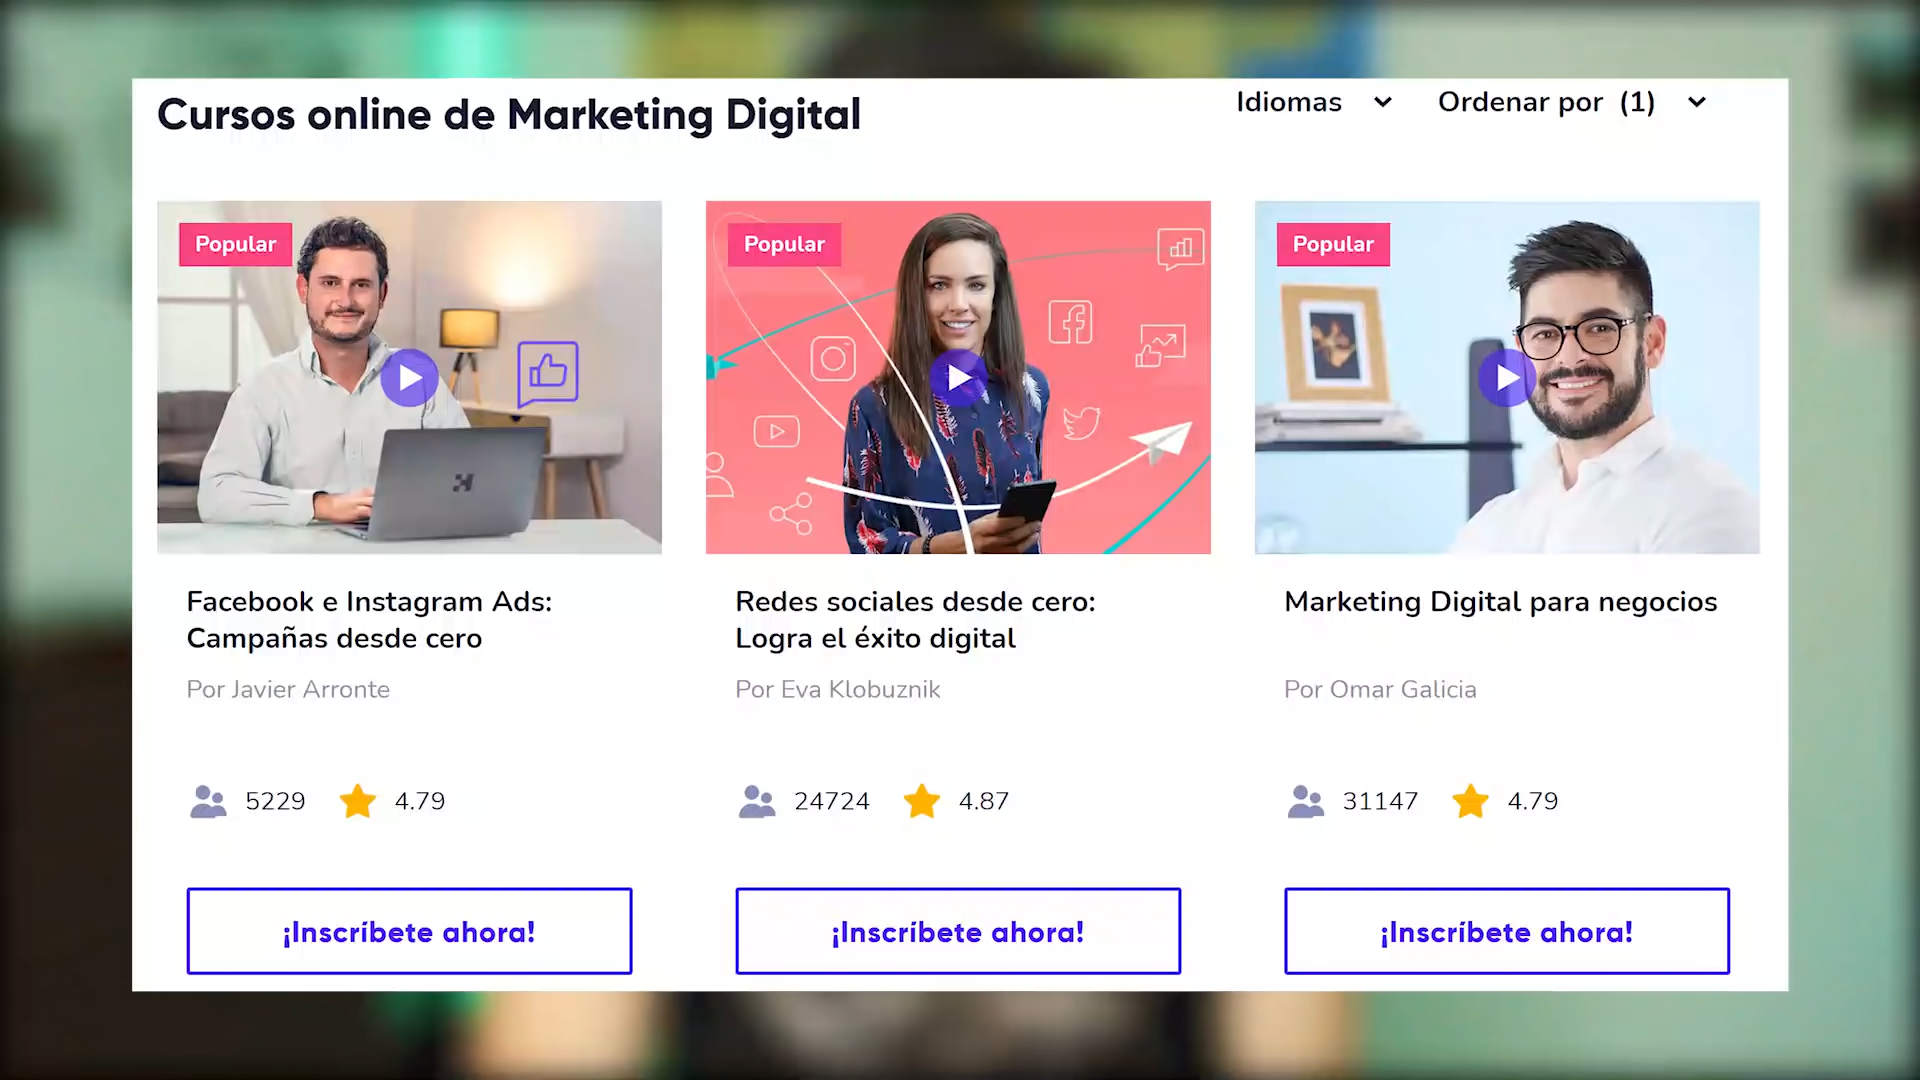 Cursos online de Marketing Digital
Idiomas
Ordenar por (1)
Popular
Popular
Popular
Facebook e Instagram Ads:
Campañas desde cero
Por Javier Arronte
5229
4.79
¡Inscríbete ahora!
Redes sociales desde cero:
Logra el éxito digital
Por Eva Klobuznik
24724
4.87
¡Inscríbete ahora!
Marketing Digital para negocios
Por Omar Galicia
31147
4.79
¡Inscríbete ahora!